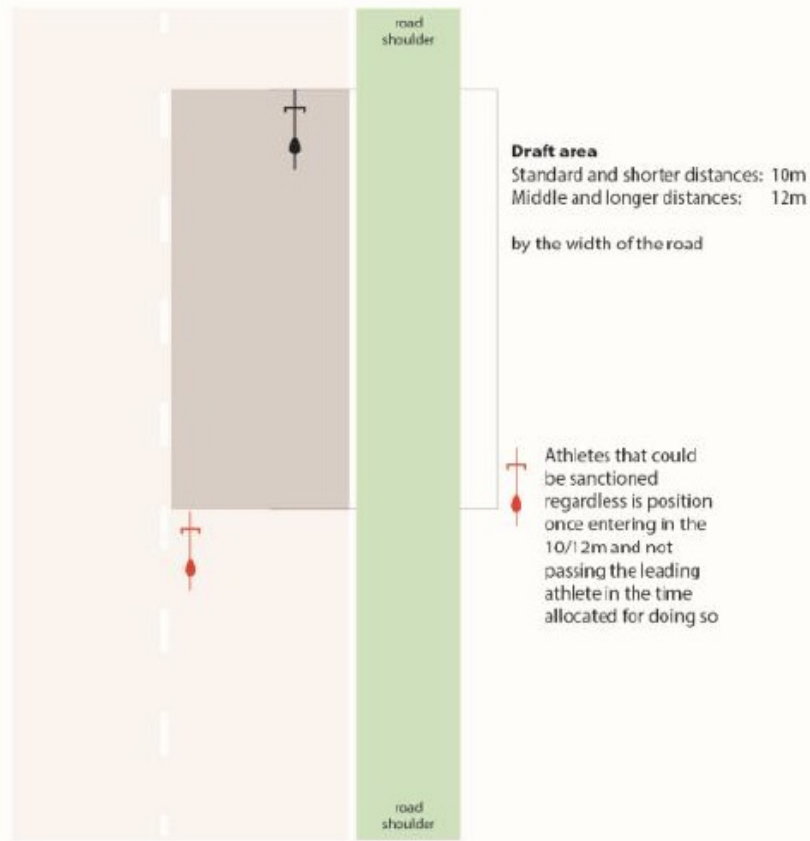 road
shoulder
Draft area
Standard and shorter distances: 10m
Middle and longer distances: 12m
by the width of the road
Athletes that could
be sanctioned
regardless is position
once entering in the
10/12m and not
passing the leading
athlete in the time
allocated for doing so
road
shoulder